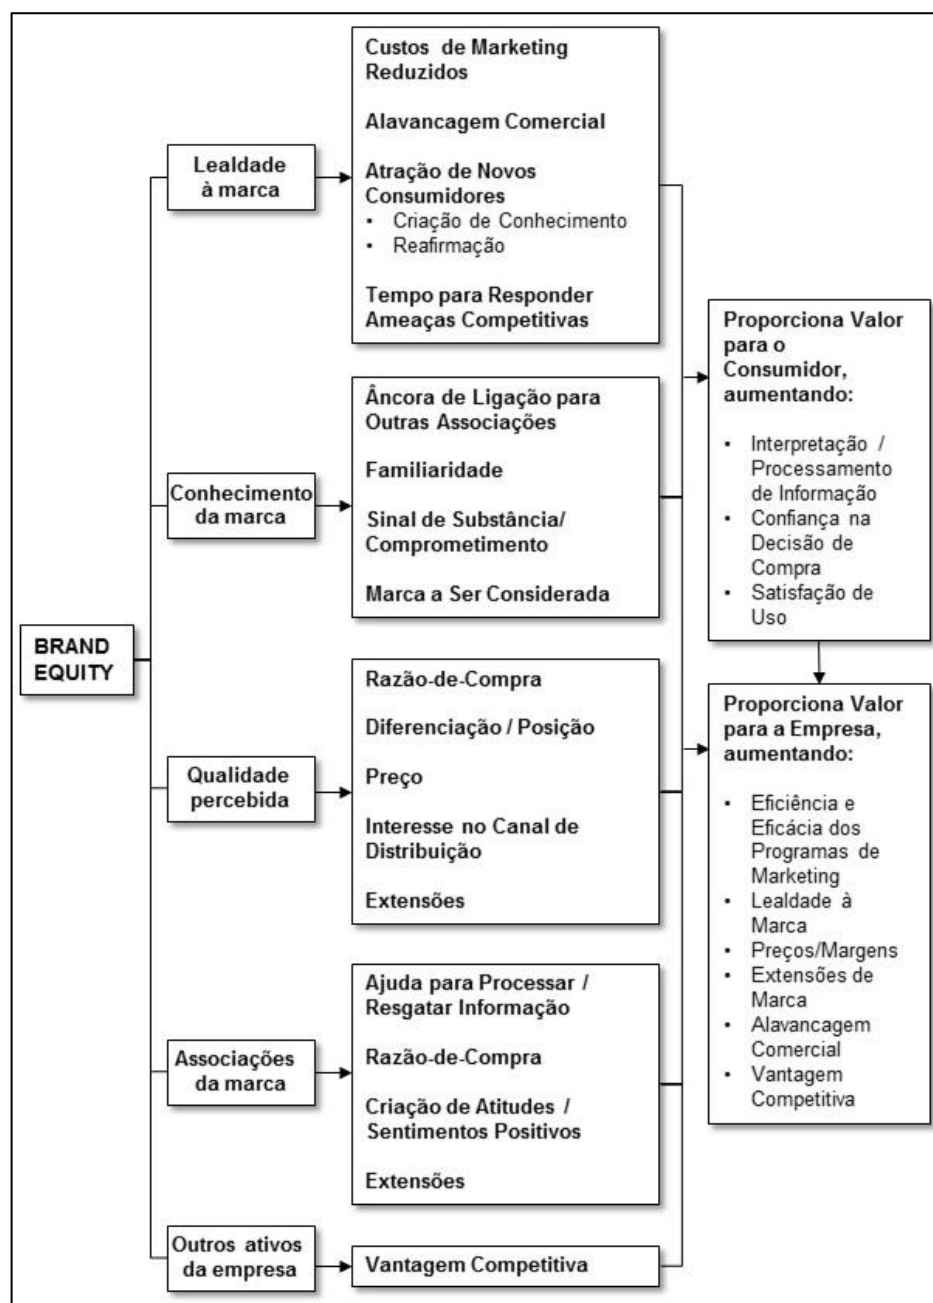 BRAND
EQUITY
Lealdade
à marca
Custos de Marketing
Reduzidos
Alavancagem Comercial
Atração de Novos
Consumidores
• Criação de Conhecimento
• Reafirmação
Tempo para Responder
Ameaças Competitivas
Conhecimento
da marca
Âncora de Ligação para
Outras Associações
Familiaridade
Sinal de Substância/
Comprometimento
Marca a Ser Considerada
Qualidade
percebida
Razão-de-Compra
Diferenciação / Posição
Preço
Interesse no Canal de
Distribuição
Extensões
Associações
da marca
Ajuda para Processar /
Resgatar Informação
Razão-de-Compra
Criação de Atitudes /
Sentimentos Positivos
Extensões
Outros ativos
da empresa
Vantagem Competitiva
Proporciona Valor
para o
Consumidor,
aumentando:
• Interpretação /
Processamento
de Informação
• Confiança na
Decisão de
Compra
• Satisfação de
Uso
Proporciona Valor
para a Empresa,
aumentando:
• Eficiência e
Eficácia dos
Programas de
Marketing
• Lealdade à
Marca
• Preços/Margens
• Extensões de
Marca
• Alavancagem
Comercial
• Vantagem
Competitiva